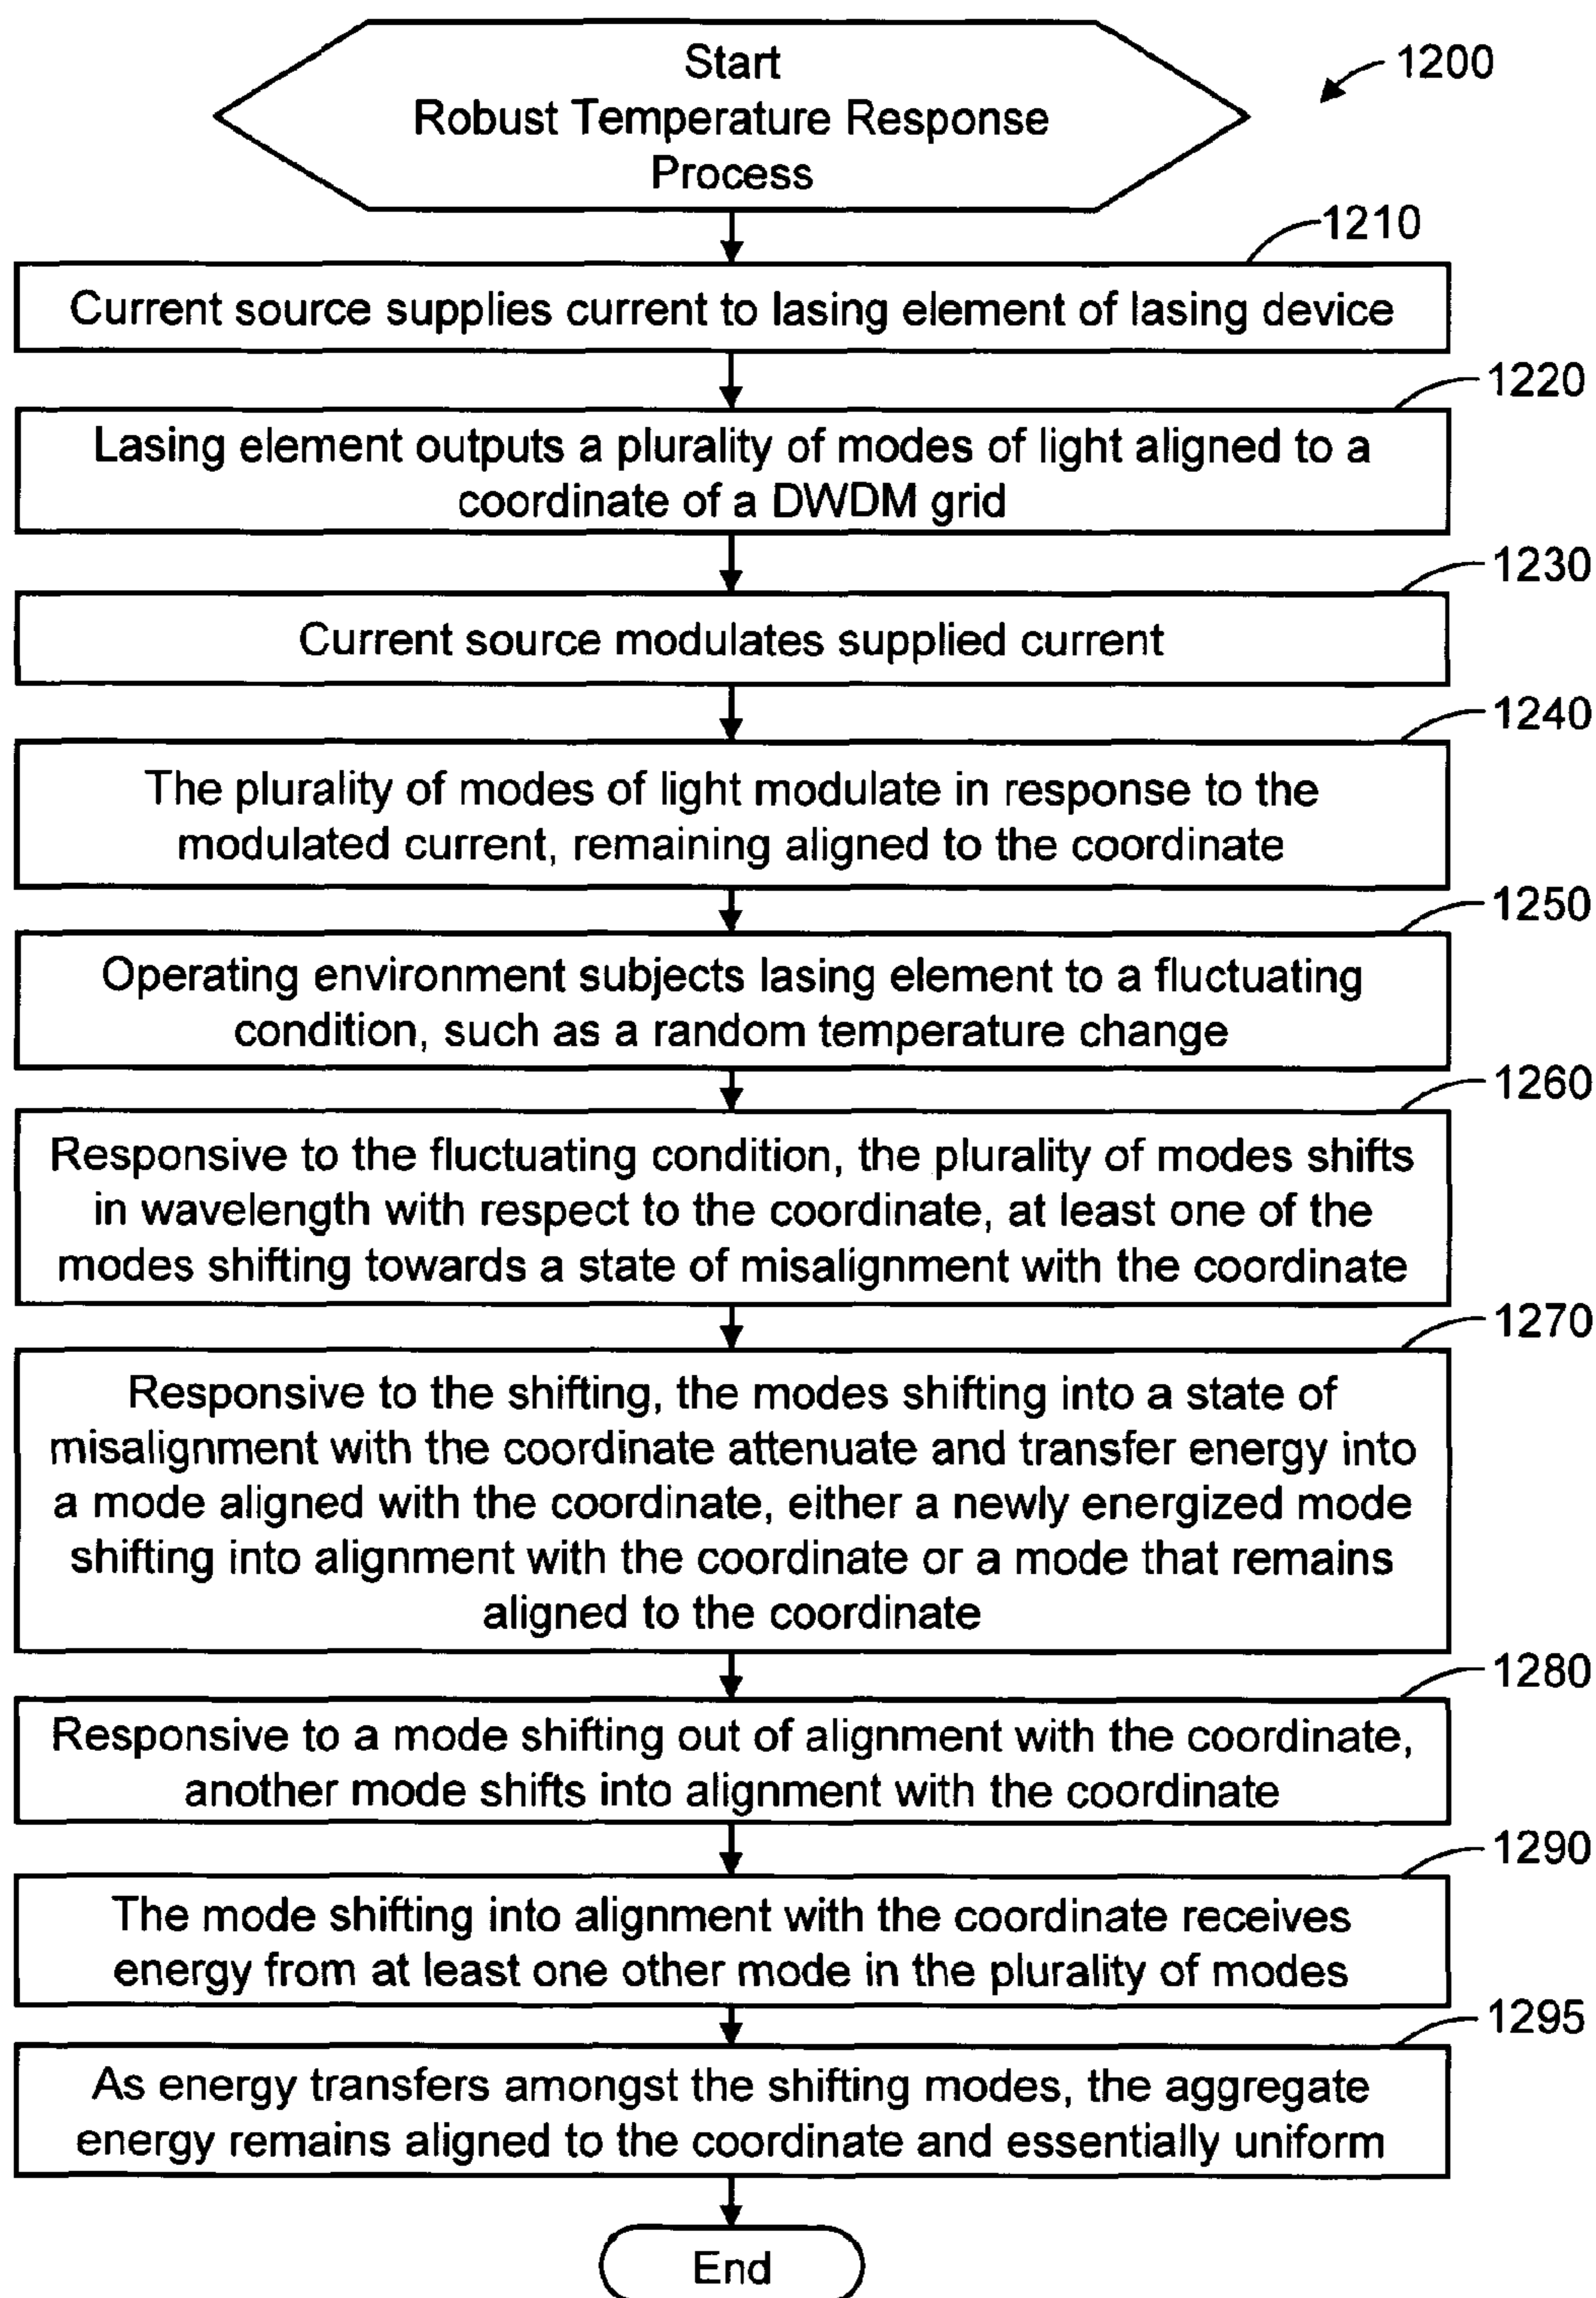 Start
Robust Temperature Response
Process
1200
1210
Current source supplies current to lasing element of lasing device
1220
Lasing element outputs a plurality of modes of light aligned to a
coordinate of a DWDM grid
1230
Current source modulates supplied current
1240
The plurality of modes of light modulate in response to the
modulated current, remaining aligned to the coordinate
1250
Operating environment subjects lasing element to a fluctuating
condition, such as a random temperature change
1260
Responsive to the fluctuating condition, the plurality of modes shifts
in wavelength with respect to the coordinate, at least one of the
modes shifting towards a state of misalignment with the coordinate
1270
Responsive to the shifting, the modes shifting into a state of
misalignment with the coordinate attenuate and transfer energy into
a mode aligned with the coordinate, either a newly energized mode
shifting into alignment with the coordinate or a mode that remains
aligned to the coordinate
1280
Responsive to a mode shifting out of alignment with the coordinate,
another mode shifts into alignment with the coordinate
1290
The mode shifting into alignment with the coordinate receives
energy from at least one other mode in the plurality of modes
1295
As energy transfers amongst the shifting modes, the aggregate
energy remains aligned to the coordinate and essentially uniform
End